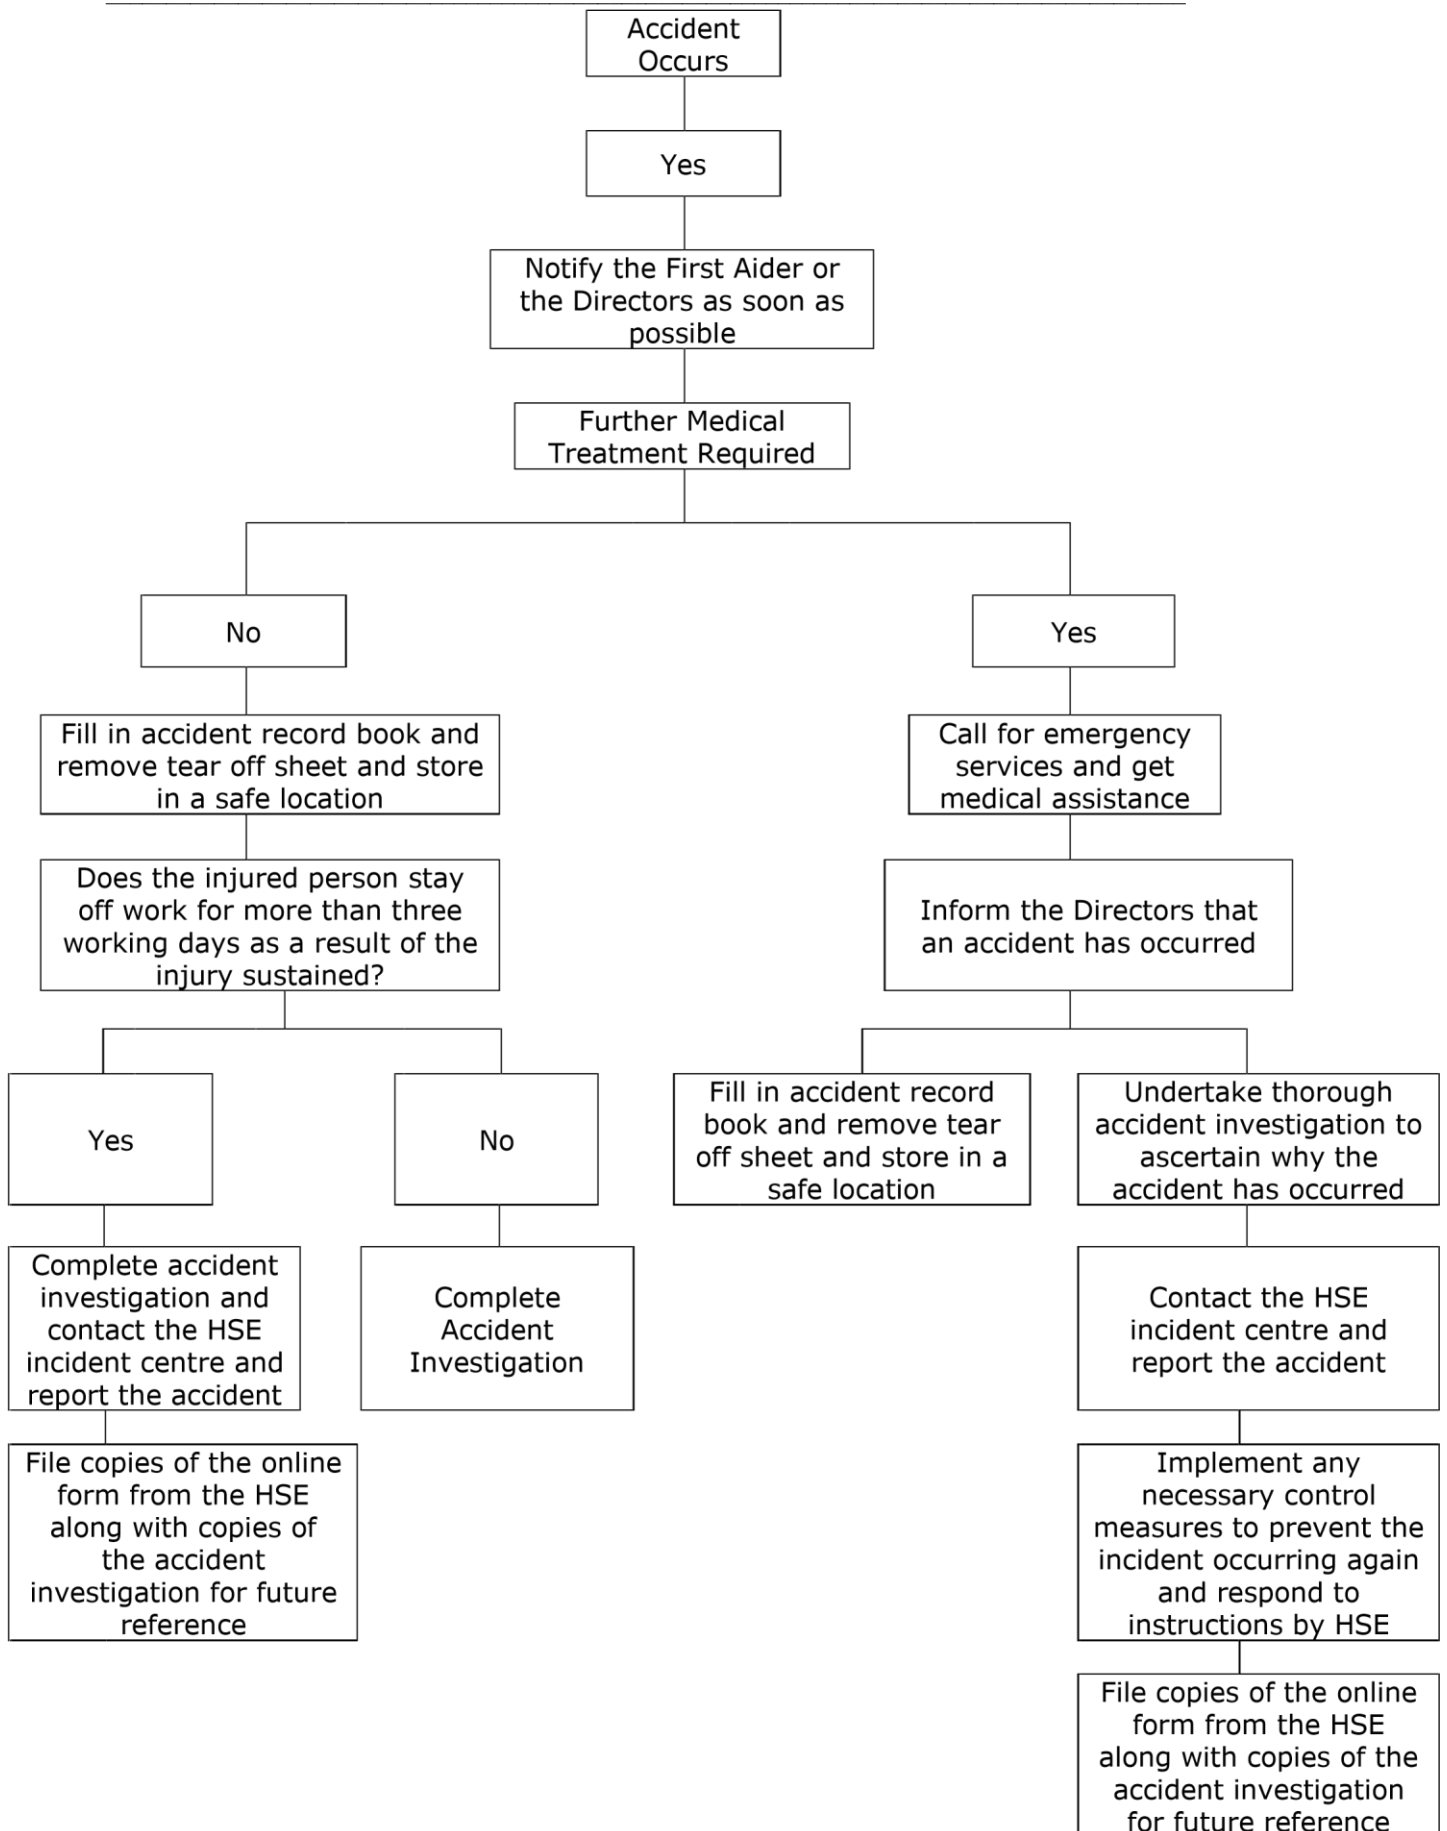 Accident
Occurs
Yes
Notify the First Aider or
the Directors as soon as
possible
Further Medical
Treatment Required
No
Yes
Fill in accident record book and
remove tear off sheet and store
in a safe location
Call for emergency
services and get
medical assistance
Does the injured person stay
off work for more than three
working days as a result of the
injury sustained?
Inform the Directors that
an accident has occurred
Yes
No
Fill in accident record
book and remove tear
off sheet and store in a
safe location
Undertake thorough
accident investigation to
ascertain why the
accident has occurred
Complete accident
investigation and
contact the HSE
incident centre and
report the accident
Complete
Accident
Investigation
Contact the HSE
incident centre and
report the accident
File copies of the online
form from the HSE
along with copies of
the accident
investigation for future
reference
Implement any
necessary control
measures to prevent the
incident occurring again
and respond to
instructions by HSE
File copies of the online
form from the HSE
along with copies of the
accident investigation
for future reference